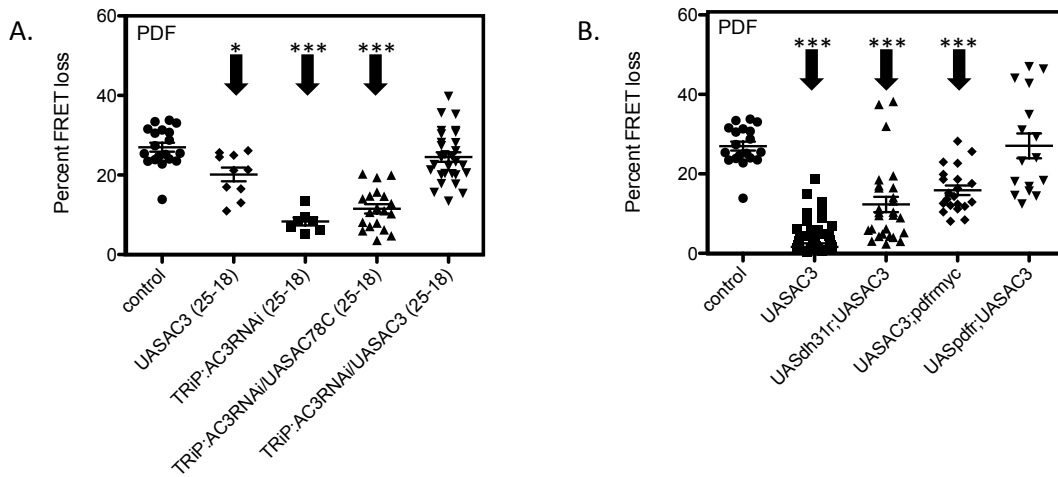 A.
PDF
* *** ***
Percent FRET loss
60
40
20
0
control
UASAC3 (25-18)
TRiP:AC3RNAi (25-18)
TRiP:AC3RNAi/UASAC78C (25-18)
TRiP:AC3RNAi/UASAC3 (25-18)
B.
PDF
*** *** ***
Percent FRET loss
60
40
20
0
control
UASAC3
UASdh31r;UASAC3
UASAC3;pdfrmyc
UASpdfr;UASAC3